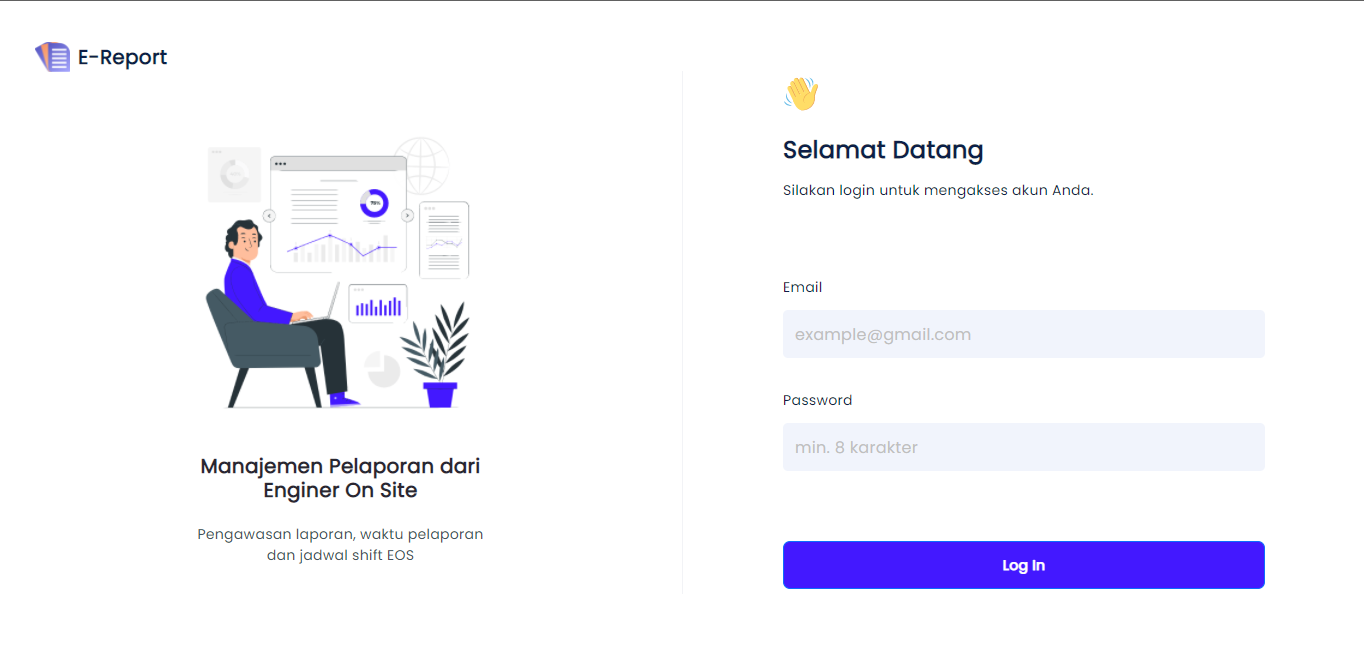 E-Report
Manajemen Pelaporan dari
Enginer On Site
Pengawasan laporan, waktu pelaporan
dan jadwal shift EOS
Selamat Datang
Silakan login untuk mengakses akun Anda.
Email
example@gmail.com
Password
min. 8 karakter
Log In